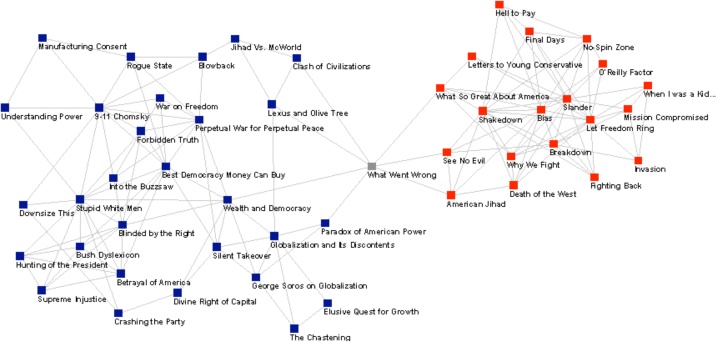 Hell to Pay
Final Days
No Spin Zone
Manufacturing Consent
Jihad Vs. McWorld
Rogue State
Blowback
Clash of Civilizations
Letters to Young Conservative
O'Reilly Factor
What So Great About America
Slander
When I was a Kid...
War on Freedom
Understanding Power
9-11 Chomsky
Lexus and Olive Tree
Shakedown
Bias
Mission Compromised
Perpetual War for Perpetual Peace
Let Freedom Ring
Forbidden Truth
Breakdown
See No Evil
Why We Fight
Invasion
Best Democracy Money Can Buy
What Went Wrong
Into the Buzzsaw
Fighting Back
Death of the West
American Jihad
Downsize This
Stupid White Men
Wealth and Democracy
Blinded by the Right
Paradox of American Power
Globalization and Its Discontents
Bush Dyslexicon
Silent Takeover
Hunting of the President
Betrayal of America
George Soros on Globalization
Supreme Injustice
Divine Right of Capital
Elusive Quest for Growth
Crashing the Party
The Chastening